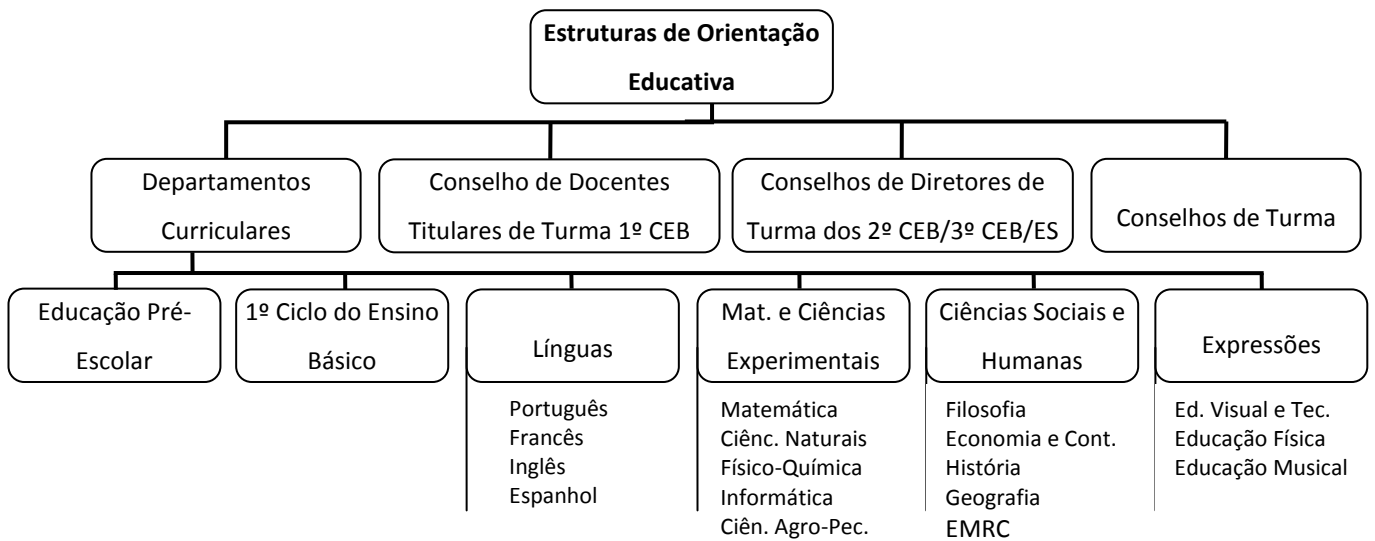 Estruturas de Orientação
Educativa
Departamentos
Curriculares
Conselho de Docentes
Titulares de Turma 1º CEB
Conselhos de Diretores de
Turma dos 2º CEB/3º CEB/ES
Conselhos de Turma
Educação Pré-
Escolar
1º Ciclo do Ensino
Básico
Línguas
Mat. e Ciências
Experimentais
Ciências Sociais e
Humanas
Expressões
Português
Francês
Inglês
Espanhol
Matemática
Ciênc. Naturais
Físico-Química
Informática
Ciên. Agro-Pec.
Filosofia
Economia e Cont.
História
Geografia
EMRC
Ed. Visual e Tec.
Educação Física
Educação Musical